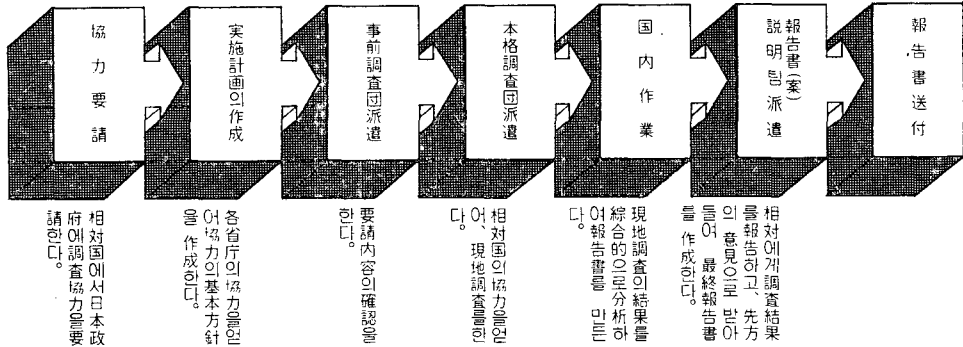 協力要請
実施計画의作成
事前調査団派遣
本格調査団派遣
国内作業
報告書(案)
説明팀派遣
報告書送付
相対国에서日本政
府에調査協力을要
請한다。
各省庁의協力을얻
어協力의基本方針
을 作成한다。
要請内容의確認을
한다。
相対国의協力을얻
어、現地調査를한
다。
現地調査의結果를
綜合的으로分析하
여報告書를 만든
다。
相対에게調査結果
를報告하고、先方
의 意見으로 받아
들여 最終報告書
를 作成한다。